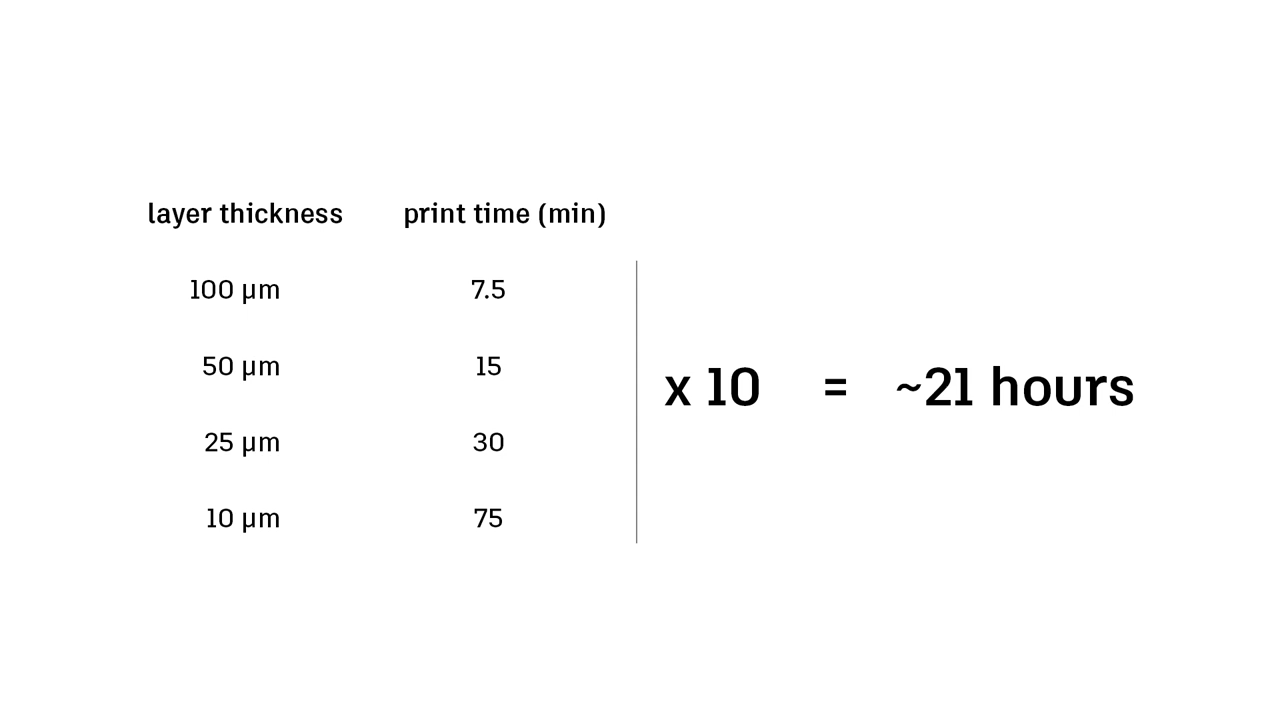 layer thickness print time (min)
100 µm 7.5
50 µm 15
x 10 = ~21 hours
25 µm 30
10 µm 75